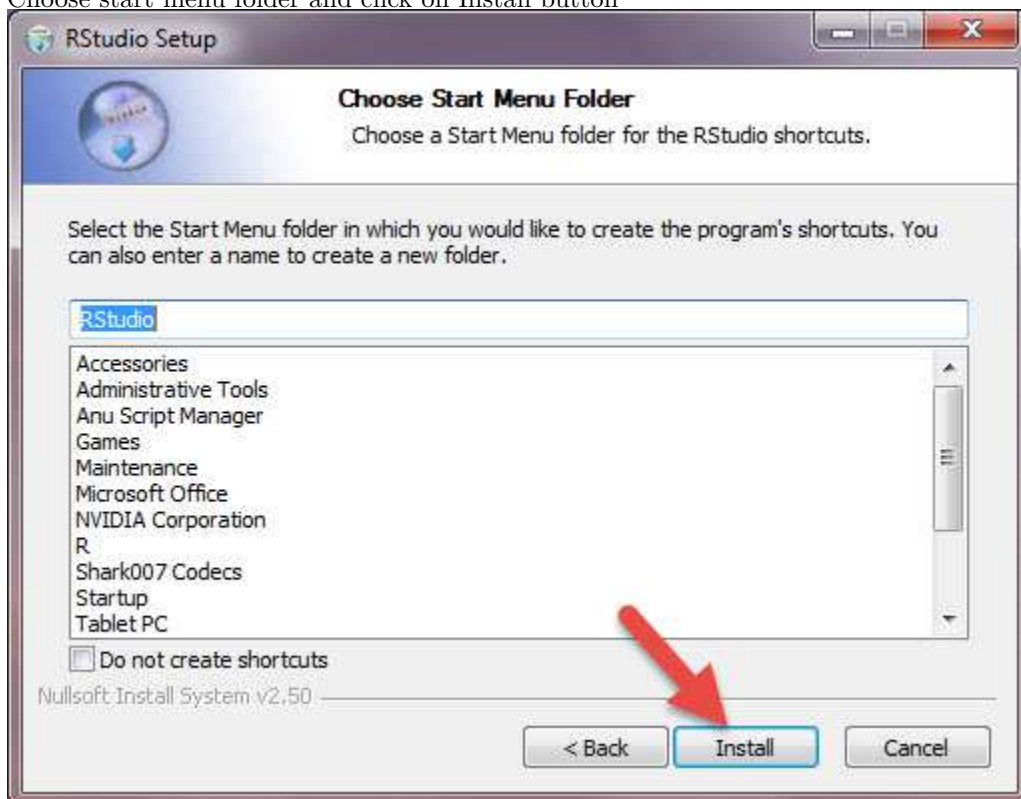 Choose start menu folder and click on Install button
RStudio Setup
Choose Start Menu Folder
Choose a Start Menu folder for the RStudio shortcuts.
Select the Start Menu folder in which you would like to create the program's shortcuts. You
can also enter a name to create a new folder.
RStudio
Accessories
Administrative Tools
Anu Script Manager
Games
Maintenance
Microsoft Office
NVIDIA Corporation
R
Shark007 Codecs
Startup
Tablet PC
Do not create shortcuts
Nullsoft Install System v2.50
< Back
Install
Cancel